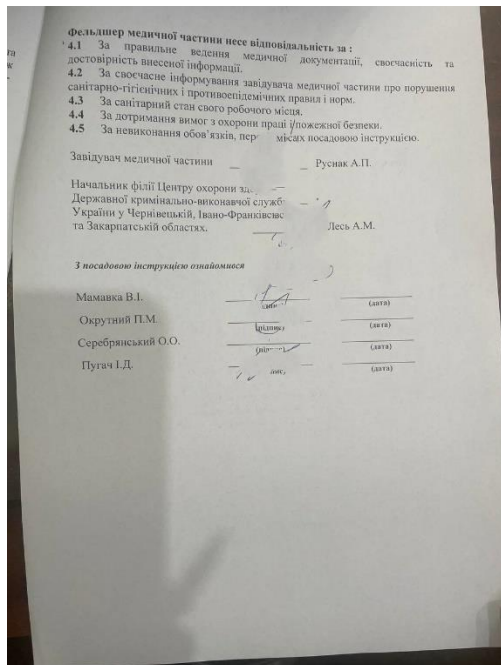 Фельдшер медичної частини несе відповідальність за :
4.1 За правильне ведення медичної документації, своєчасність та
достовірність внесеної інформації.
4.2 За своєчасне інформування завідувача медичної частини про порушення
санітарно-гігієнічних і протиепідемічних правил і норм.
4.3 За санітарний стан свого робочого місця.
4.4 За дотримання вимог з охорони праці і/пожежної безпеки.
4.5 За невиконання обов'язків, посадовою інструкцією.
Завідувач медичної частини Руснак А.П.
Начальник філії Центру охорони
Державної кримінально-виконавчої служб
України у Чернівецькій, Івано-Франківсь
та Закарпатській областях. Лесь А.М.
З посадовою інструкцією ознайомився
Мамавка В.І. (дата)
Окрутний П.М. (дата)
Серебрянський О.О. (дата)
Пугач І.Д. (дата)